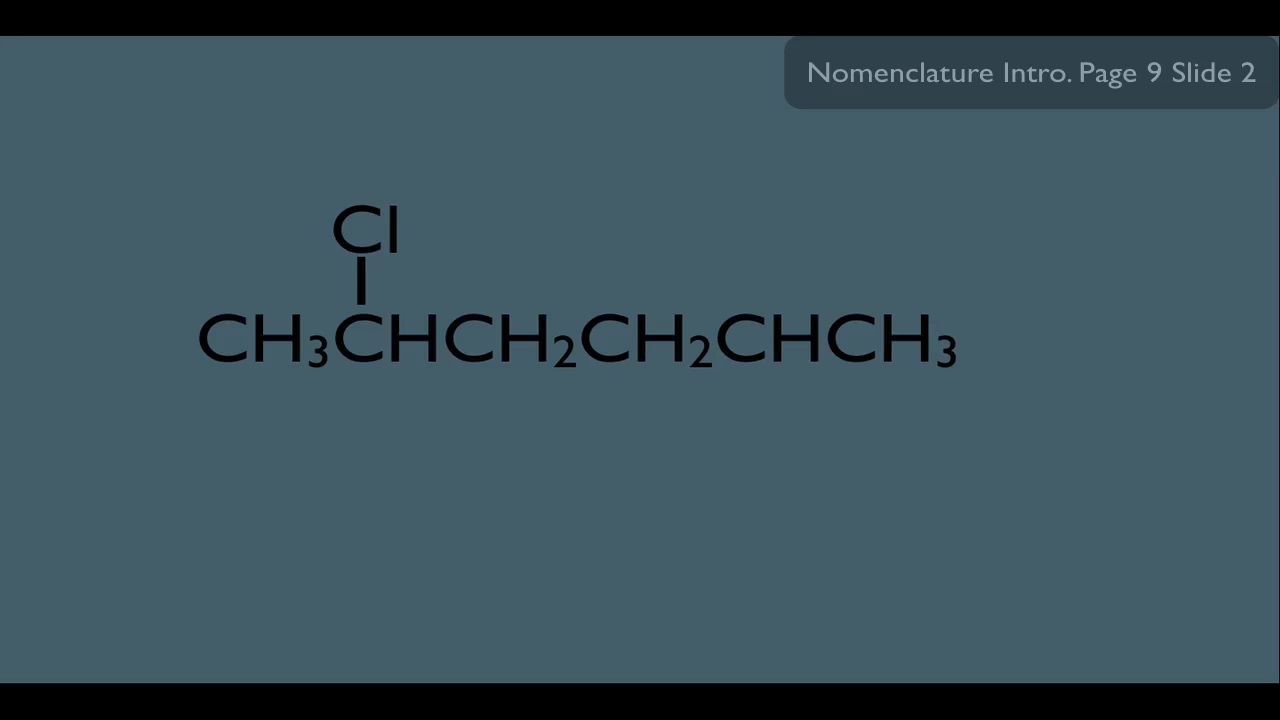 Nomenclature Intro. Page 9 Slide 2
Cl
CH₃CHCH₂CH₂CHCH₃